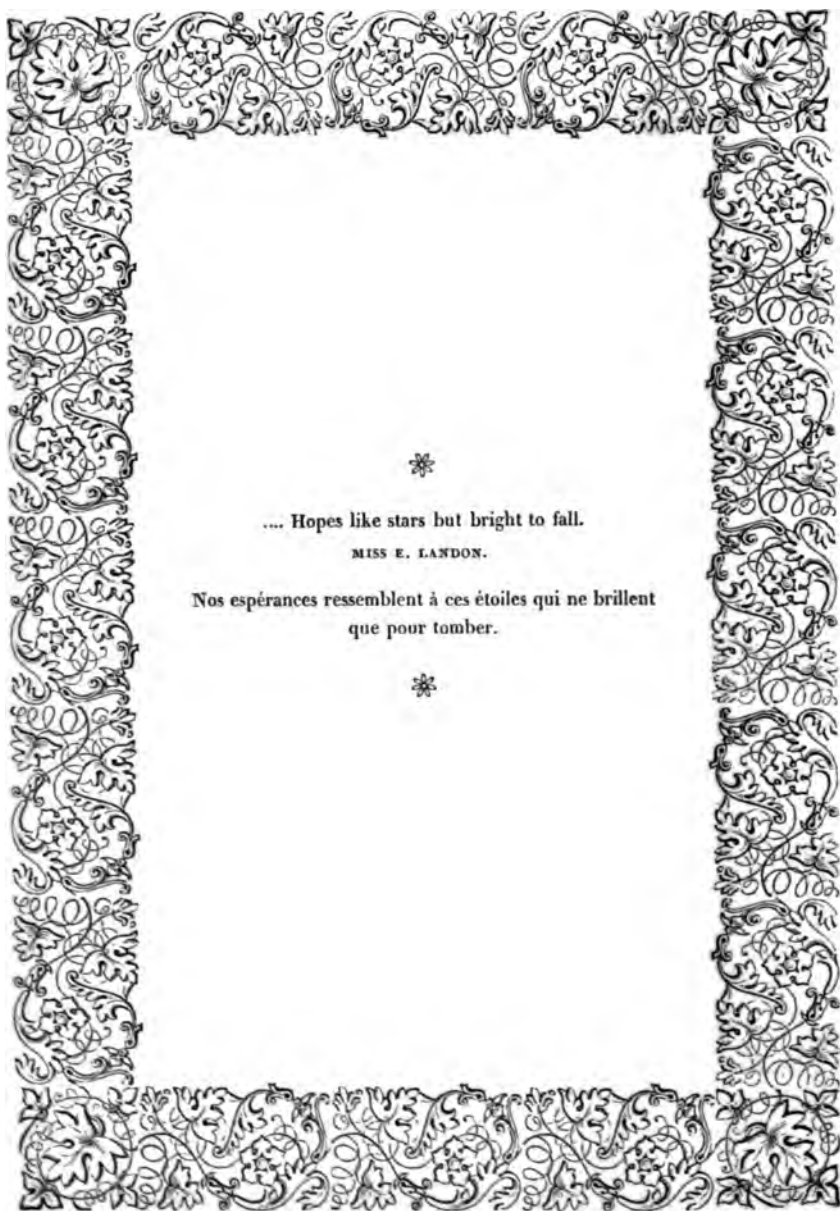 .... Hopes like stars but bright to fall.
MISS E. LANDON.
Nos espérances ressemblent à ces étoiles qui ne brillent
que pour tomber.